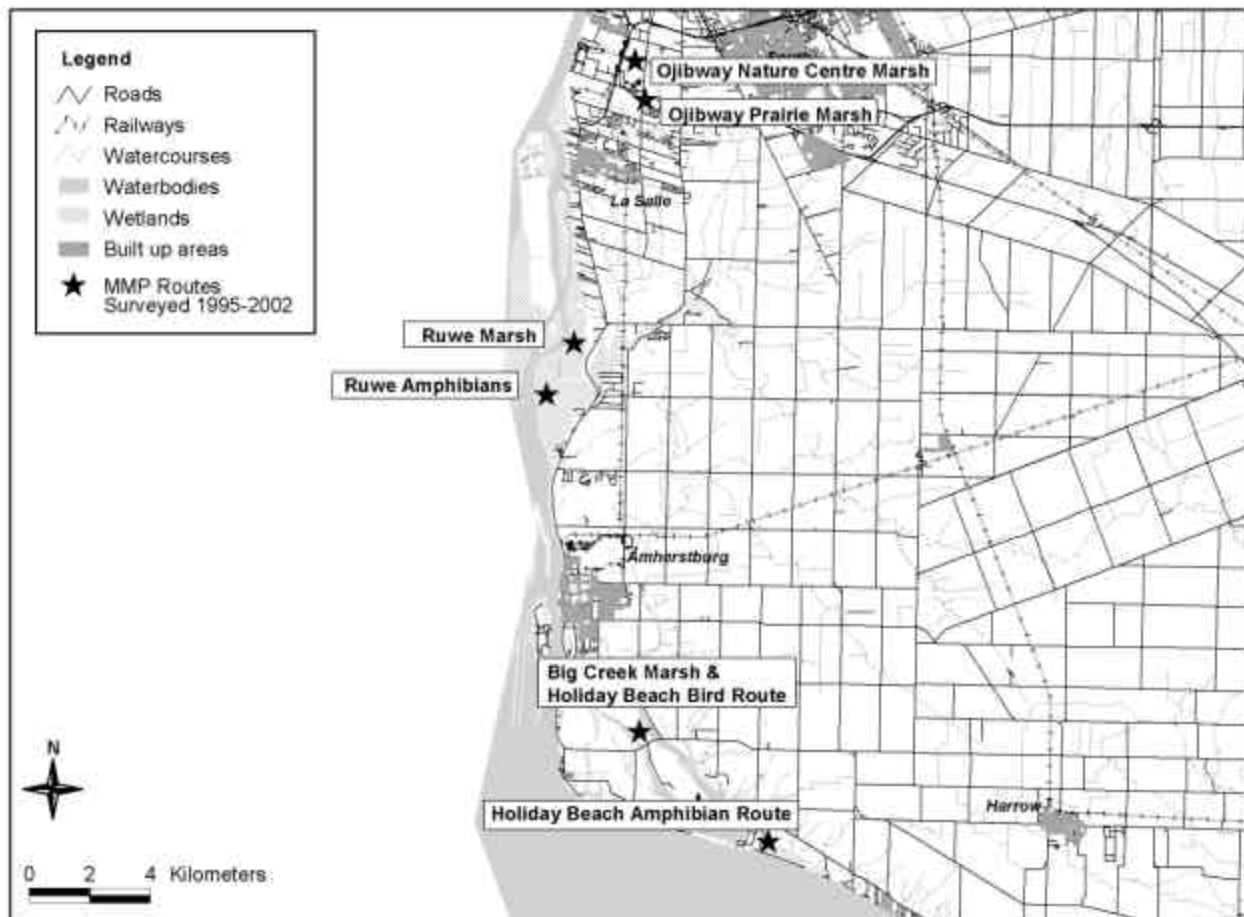 Legend
Roads
Railways
Watercourses
Waterbodies
Wetlands
Built up areas
MMP Routes
Surveyed 1995-2002
Ojibway Nature Centre Marsh
Ojibway Prairie Marsh
La Salle
Ruwe Marsh
Ruwe Amphibians
Amherstburg
Big Creek Marsh &
Holiday Beach Bird Route
Holiday Beach Amphibian Route
Harrow
N
0 2 4 Kilometers